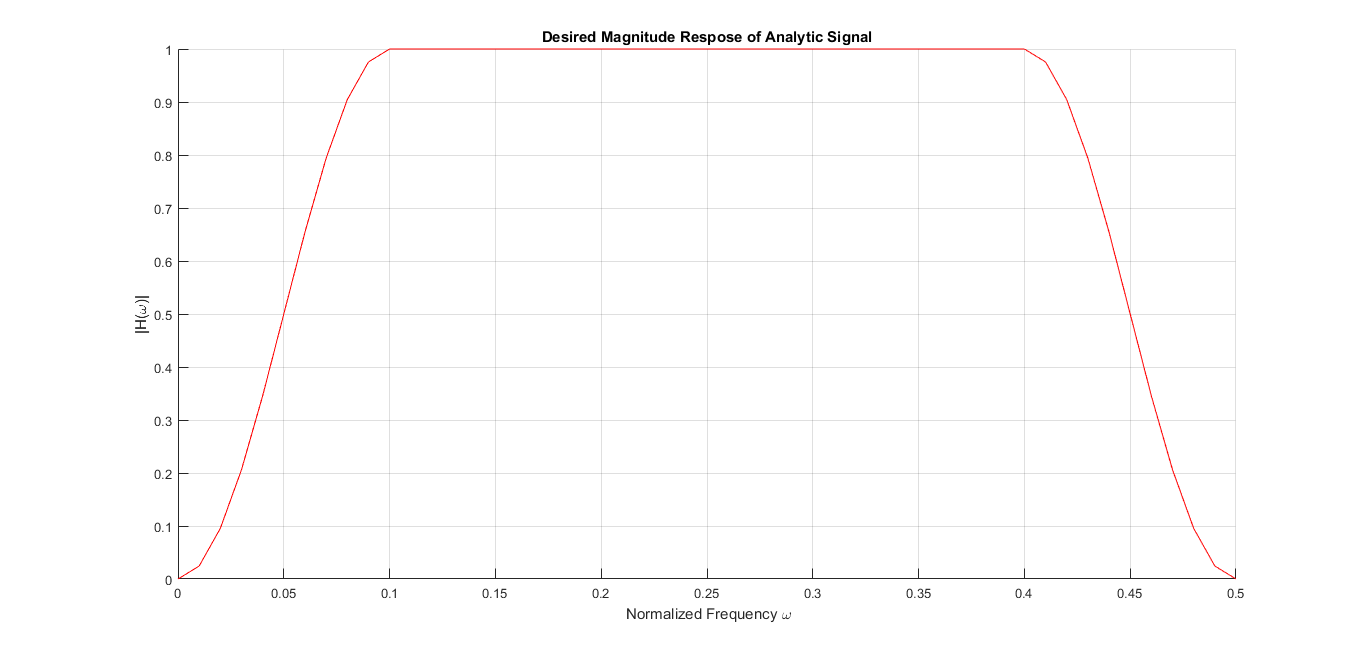 Desired Magnitude Respose of Analytic Signal
1
0.9
0.8
0.7
0.6
0.5
0.4
0.3
0.2
0.1
0
|H(ω)|
0 0.05 0.1 0.15 0.2 0.25 0.3 0.35 0.4 0.45 0.5
Normalized Frequency ω